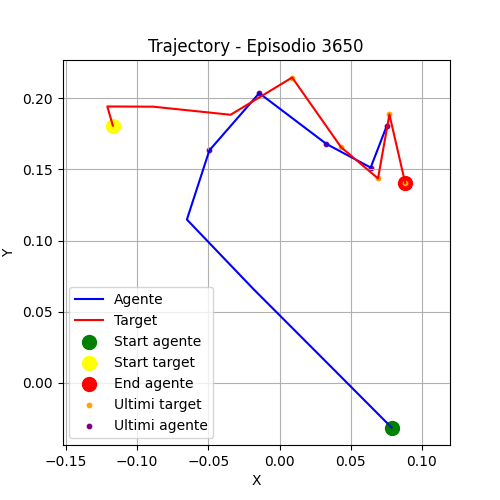 Trajectory - Episodio 3650
Y
0.20
0.15
0.10
0.05
0.00
Agente
Target
Start agente
Start target
End agente
Ultimi target
Ultimi agente
−0.15 −0.10 −0.05 0.00 0.05 0.10
X